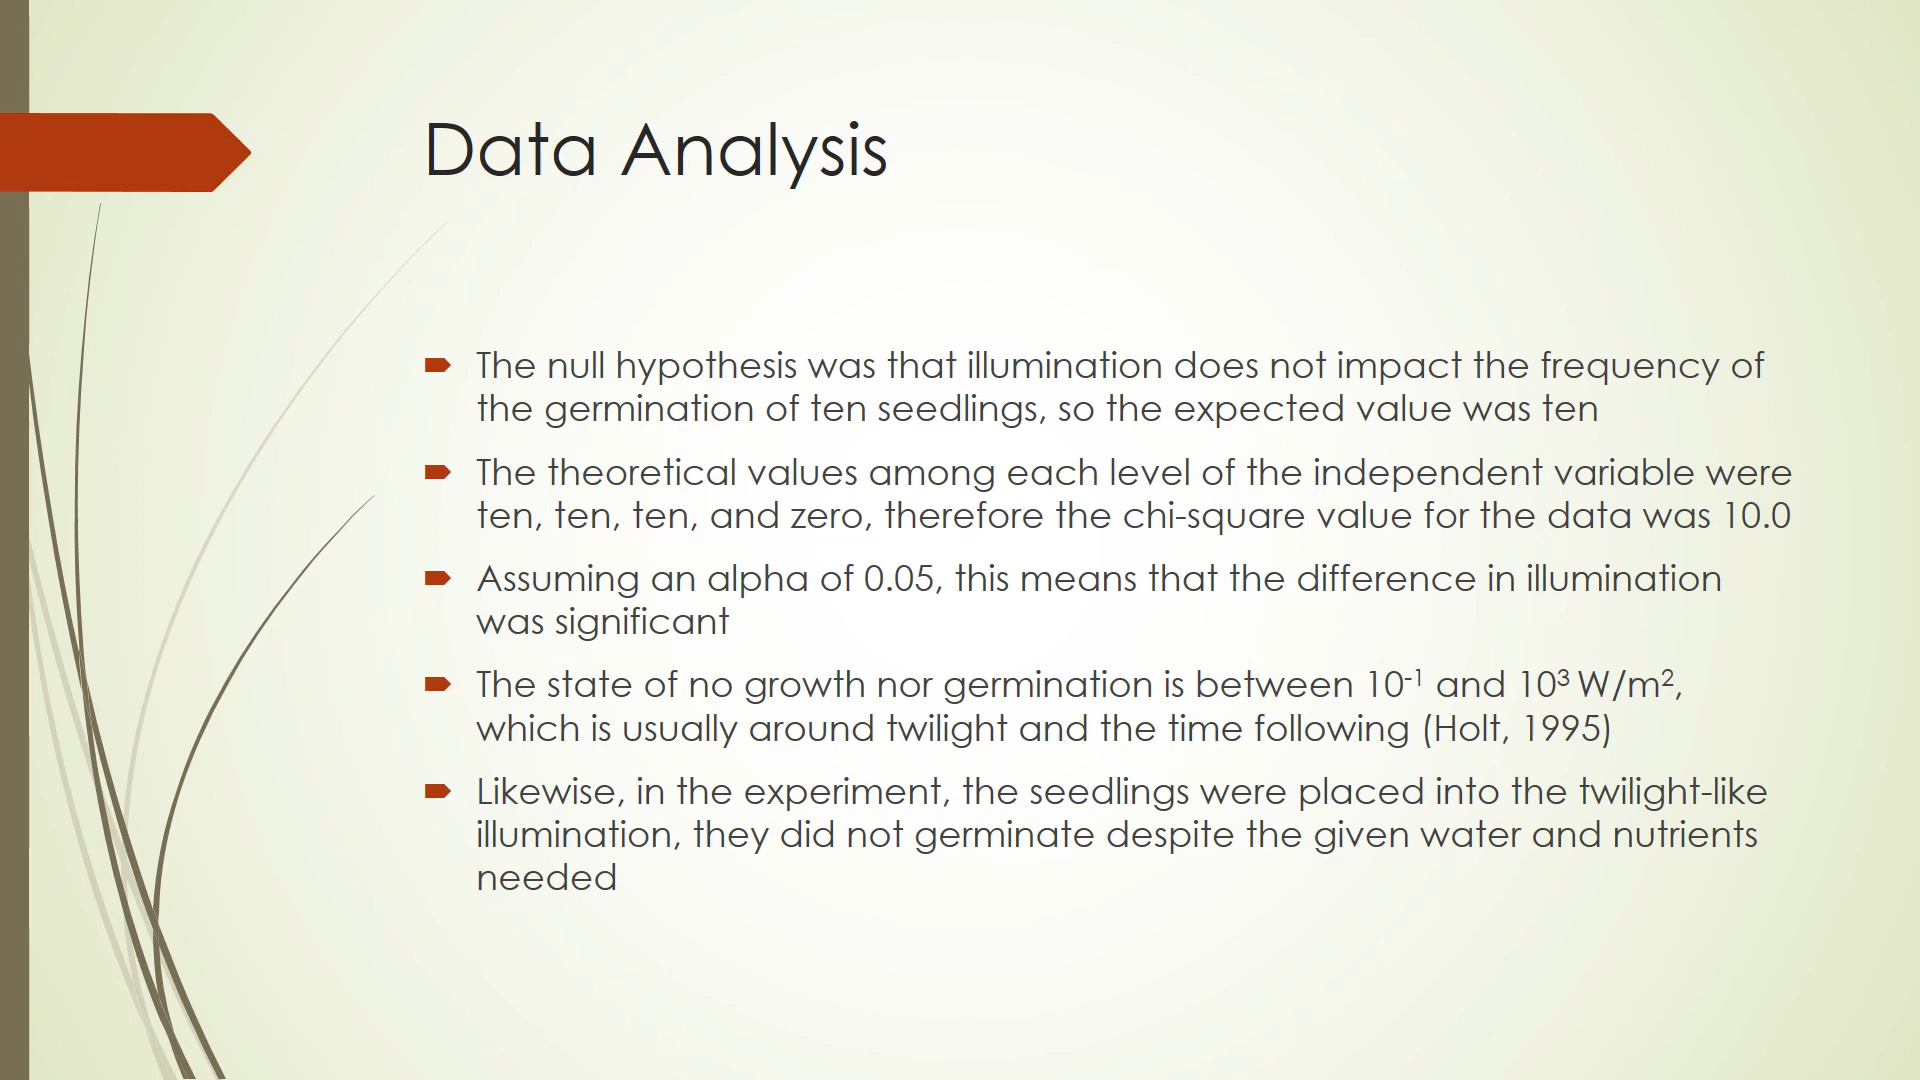 Data Analysis
The null hypothesis was that illumination does not impact the frequency of
the germination of ten seedlings, so the expected value was ten
The theoretical values among each level of the independent variable were
ten, ten, ten, and zero, therefore the chi-square value for the data was 10.0
Assuming an alpha of 0.05, this means that the difference in illumination
was significant
The state of no growth nor germination is between 10⁻¹ and 10³ W/m²,
which is usually around twilight and the time following (Holt, 1995)
Likewise, in the experiment, the seedlings were placed into the twilight-like
illumination, they did not germinate despite the given water and nutrients
needed